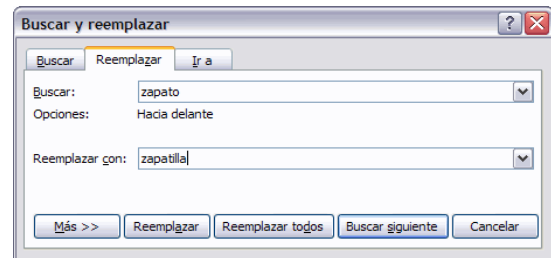 Buscar y reemplazar
Buscar Reemplazar Ir a
Buscar: zapato
Opciones: Hacia delante
Reemplazar con: zapatilla
Más >> Reemplazar Reemplazar todos Buscar siguiente Cancelar